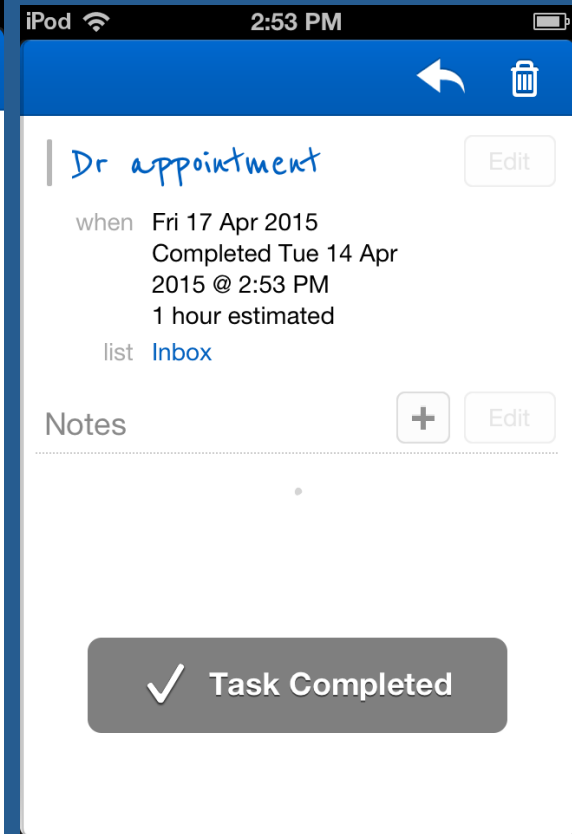 iPod 2:53 PM
Dr appointment Edit
when Fri 17 Apr 2015
Completed Tue 14 Apr
2015 @ 2:53 PM
1 hour estimated
list Inbox
Notes + Edit
Task Completed